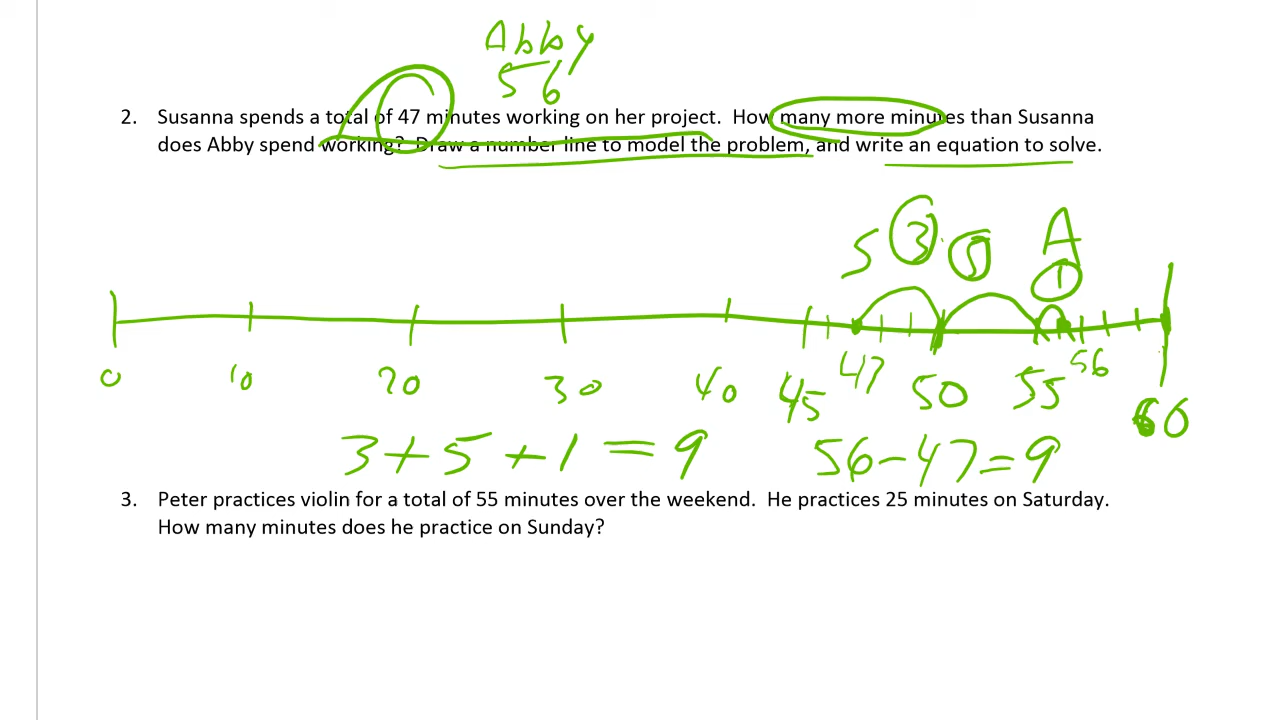 Abby
56
2. Susanna spends a total of 47 minutes working on her project. How many more minutes than Susanna
does Abby spend working? Draw a number line to model the problem, and write an equation to solve.
S 3 5 A
1
0 10 20 30 40 45 47 50 55 56 60
3 + 5 + 1 = 9 56 - 47 = 9
3. Peter practices violin for a total of 55 minutes over the weekend. He practices 25 minutes on Saturday.
How many minutes does he practice on Sunday?